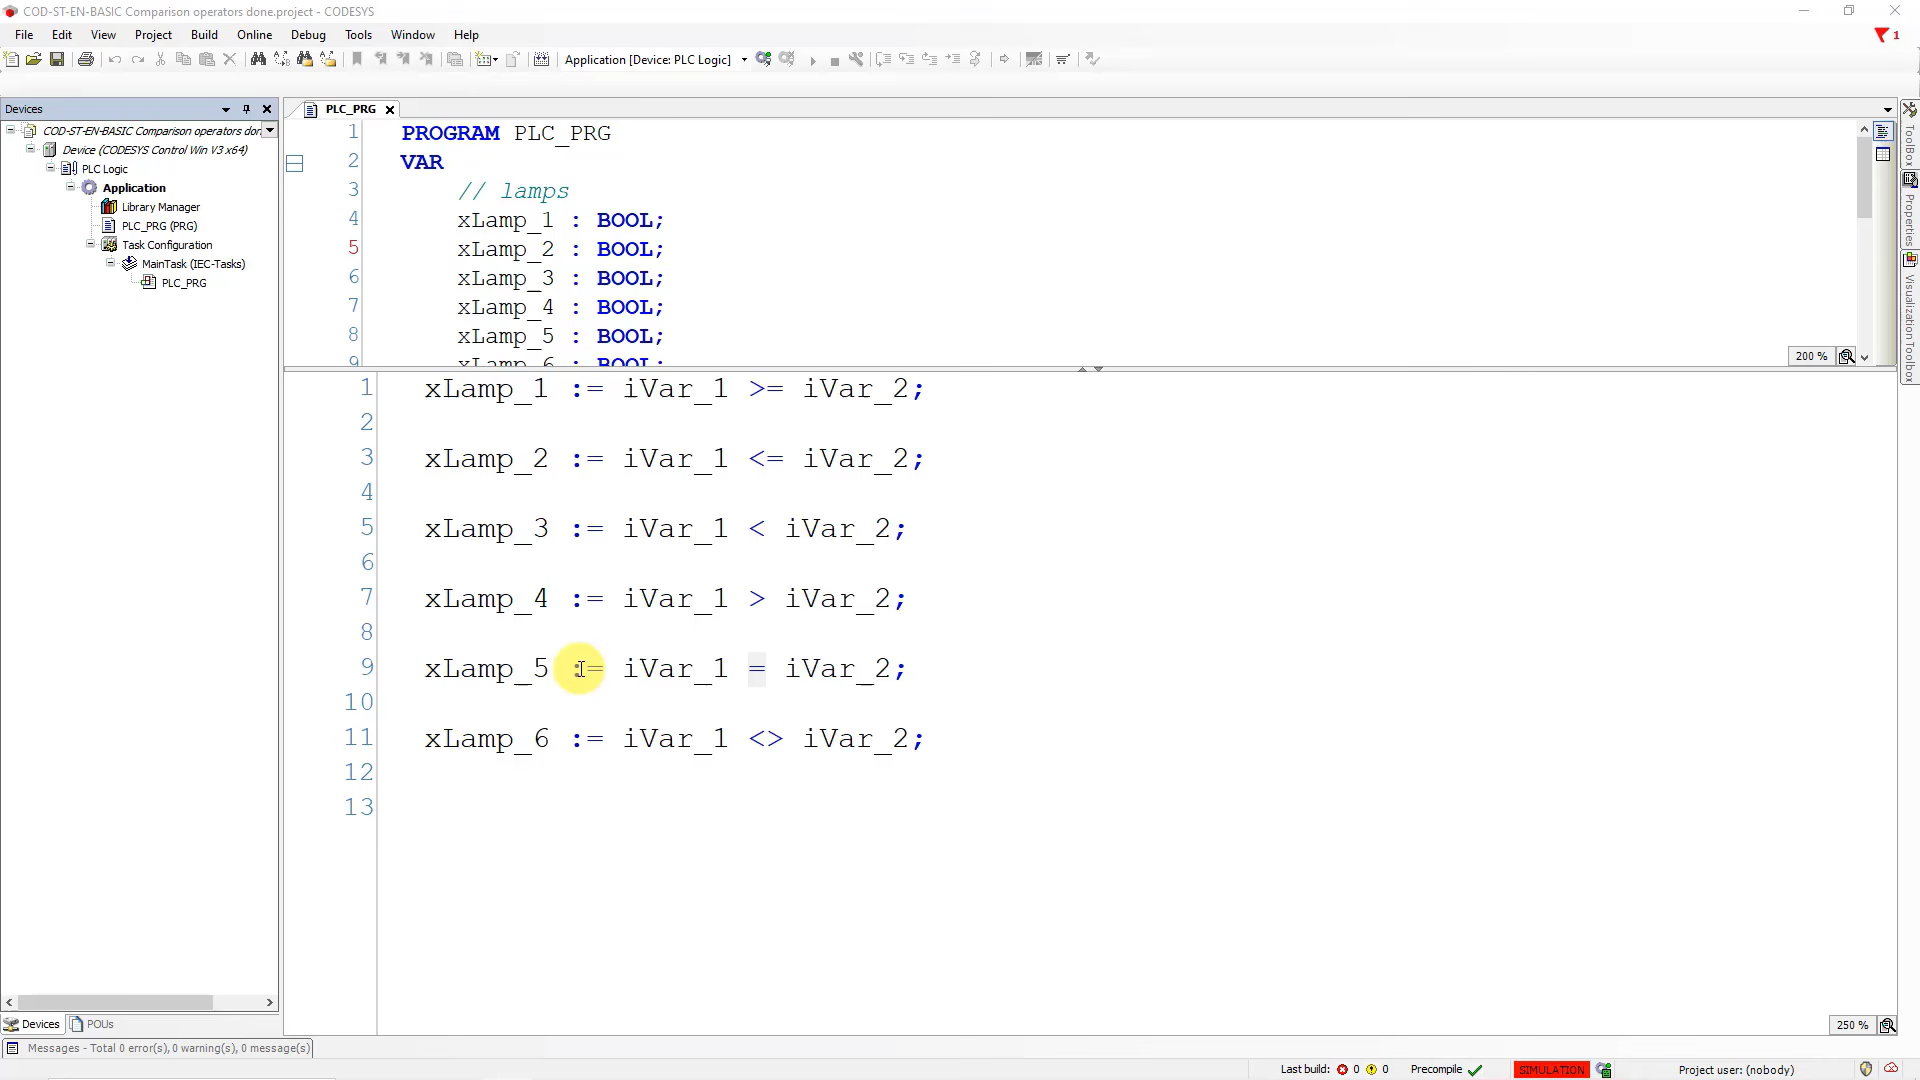 COD-ST-EN-BASIC Comparison operators done.project - CODESYS
File Edit View Project Build Online Debug Tools Window Help
1
Application [Device: PLC Logic]
Devices
COD-ST-EN-BASIC Comparison operators don
Device (CODESYS Control Win V3 x64)
PLC Logic
Application
Library Manager
PLC_PRG (PRG)
Task Configuration
MainTask (IEC-Tasks)
PLC_PRG
PLC_PRG
1 PROGRAM PLC_PRG
2 VAR
3 // lamps
4 xLamp_1 : BOOL;
5 xLamp_2 : BOOL;
6 xLamp_3 : BOOL;
7 xLamp_4 : BOOL;
8 xLamp_5 : BOOL;
9 xLamp_6 : BOOL;
200 %
1 xLamp_1 := iVar_1 >= iVar_2;
2
3 xLamp_2 := iVar_1 <= iVar_2;
4
5 xLamp_3 := iVar_1 < iVar_2;
6
7 xLamp_4 := iVar_1 > iVar_2;
8
9 xLamp_5 := iVar_1 = iVar_2;
10
11 xLamp_6 := iVar_1 <> iVar_2;
12
13
250 %
ToolBox
Properties
Visualization Toolbox
Devices POUs
Messages - Total 0 error(s), 0 warning(s), 0 message(s)
Last build: 0 0 Precompile SIMULATION Project user: (nobody)